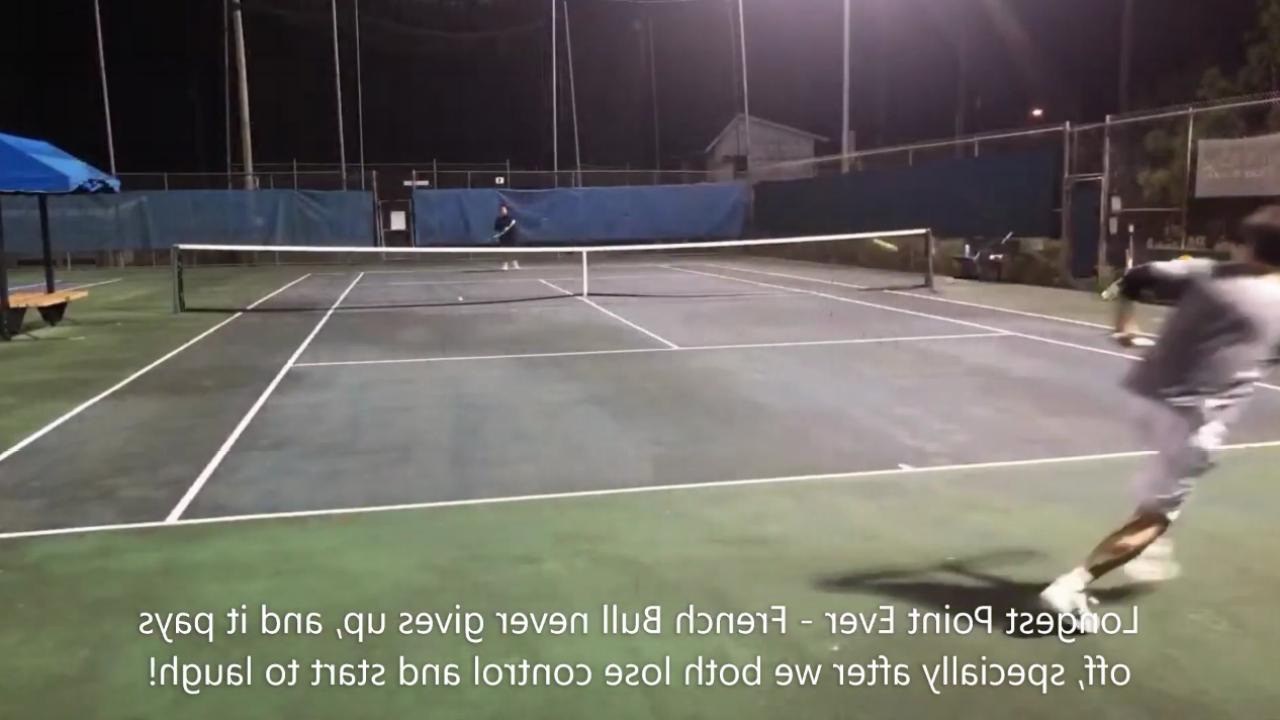 Longest Point Ever - French Bull never gives up, and it pays
off, specially after we both lose control and start to laugh!